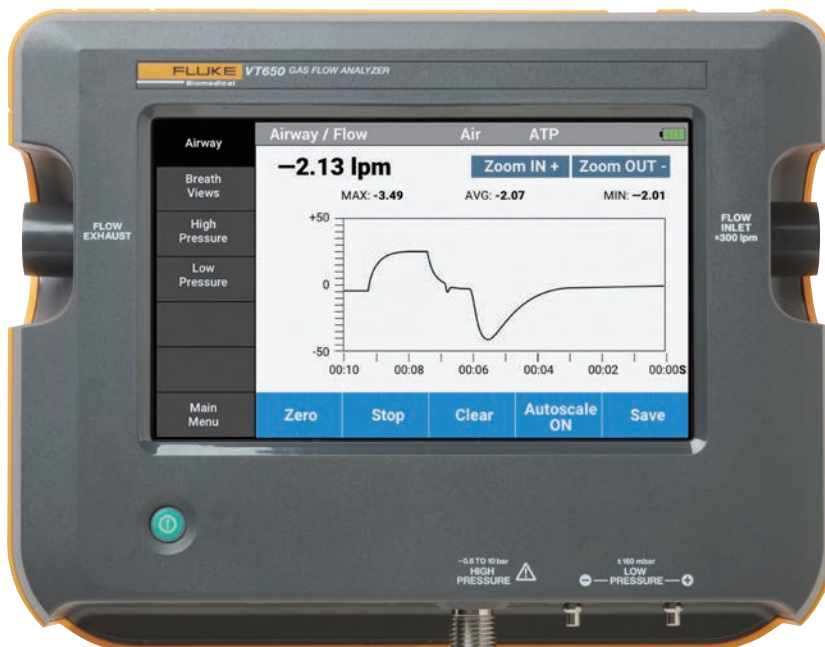 FLUKE VT650 GAS FLOW ANALYZER
Biomedical
Airway
Breath
Views
High
Pressure
Low
Pressure
Main
Menu
Airway / Flow Air ATP
−2.13 lpm
Zoom IN + Zoom OUT -
MAX: -3.49 AVG: -2.07 MIN: −2.01
+50
0
-50
00:10 00:08 00:06 00:04 00:02 00:00S
Zero
Stop
Clear
Autoscale
ON
Save
FLOW
EXHAUST
FLOW
INLET
±300 lpm
−0.8 TO 10 bar
HIGH
PRESSURE
±160 mbar
LOW
− PRESSURE +